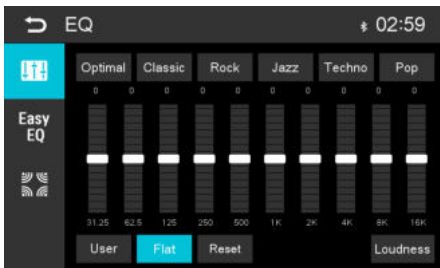 EQ 02:59
Optimal Classic Rock Jazz Techno Pop
0 0 0 0 0 0 0 0 0 0
Easy
EQ
31.25 62.5 125 250 500 1K 2K 4K 8K 16K
User Flat Reset Loudness